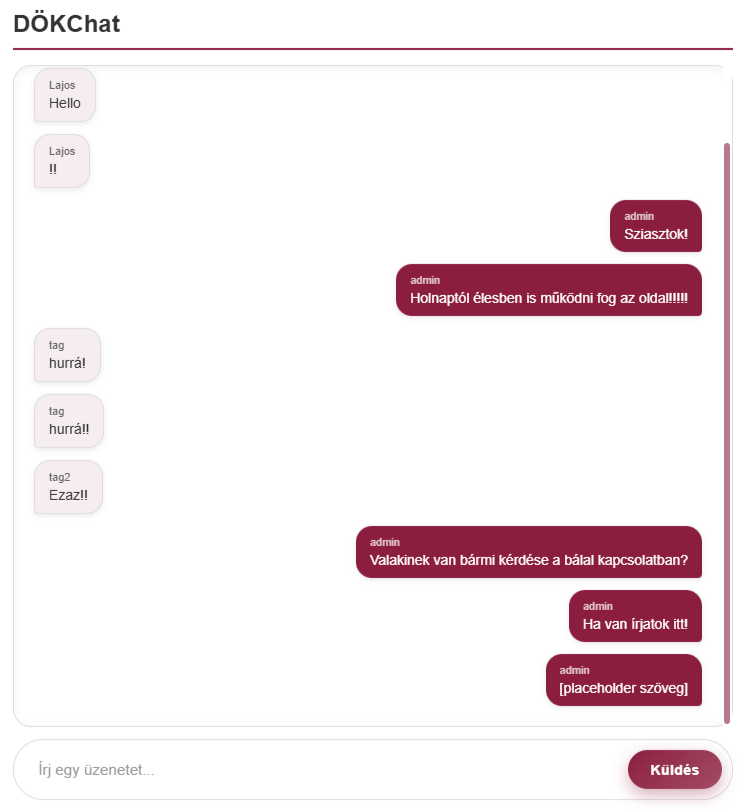 DÖKChat
Lajos
Hello
Lajos
!!
admin
Sziasztok!
admin
Holnaptól élesben is működni fog az oldal!!!!!
tag
hurrá!
tag
hurrá!!
tag2
Ezaz!!
admin
Valakinek van bármi kérdése a bálal kapcsolatban?
admin
Ha van írjatok itt!
admin
[placeholder szöveg]
Írj egy üzenetet...
Küldés